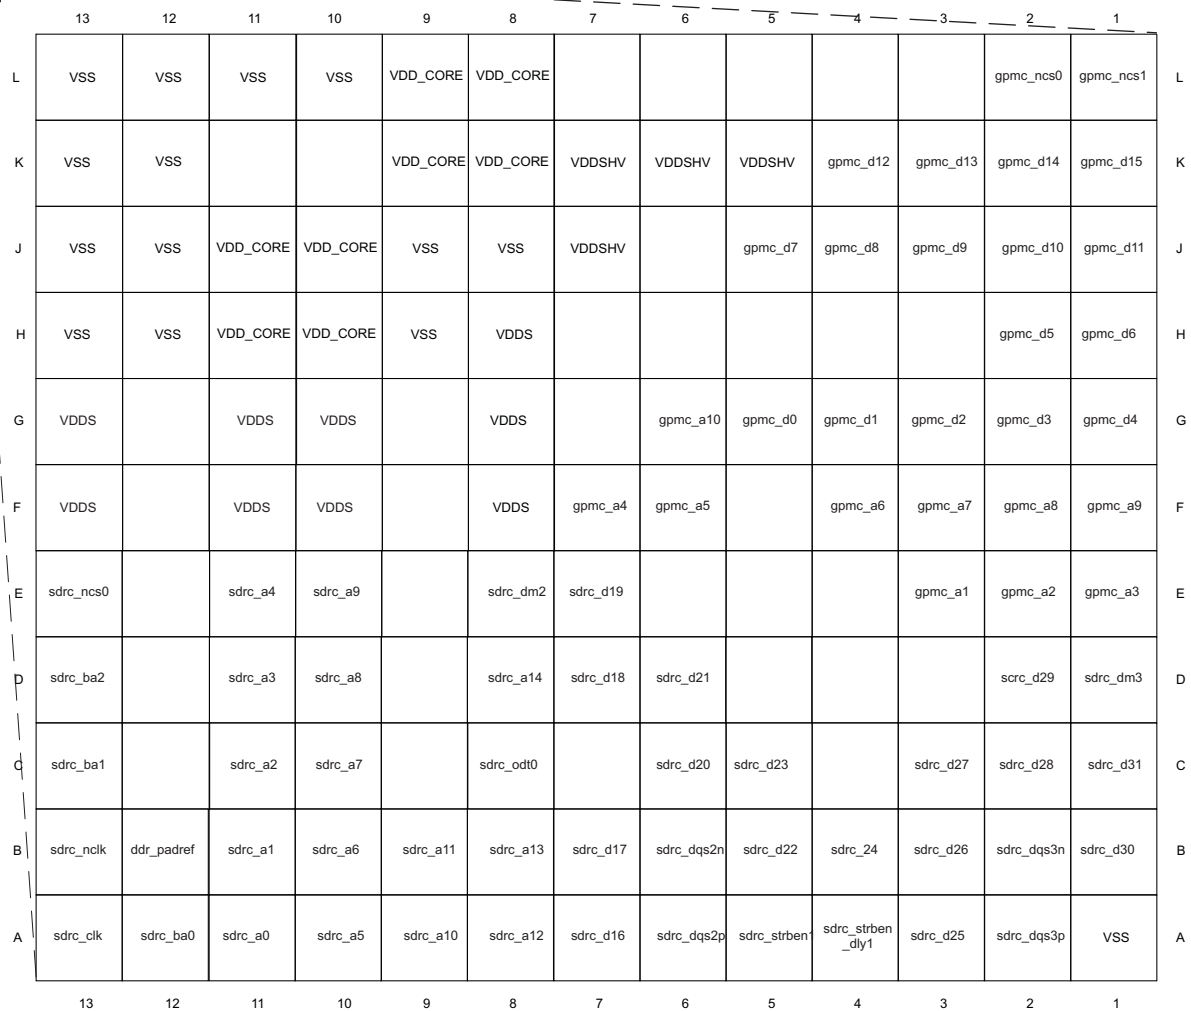 13 12 11 10 9 8 7 6 5 4 3 2 1
L VSS VSS VSS VSS VDD_CORE VDD_CORE gpmc_ncs0 gpmc_ncs1 L
K VSS VSS VDD_CORE VDD_CORE VDDSHV VDDSHV VDDSHV gpmc_d12 gpmc_d13 gpmc_d14 gpmc_d15 K
J VSS VSS VDD_CORE VDD_CORE VSS VSS VDDSHV gpmc_d7 gpmc_d8 gpmc_d9 gpmc_d10 gpmc_d11 J
H VSS VSS VDD_CORE VDD_CORE VSS VDDS gpmc_d5 gpmc_d6 H
G VDDS VDDS VDDS VDDS gpmc_a10 gpmc_d0 gpmc_d1 gpmc_d2 gpmc_d3 gpmc_d4 G
F VDDS VDDS VDDS VDDS gpmc_a4 gpmc_a5 gpmc_a6 gpmc_a7 gpmc_a8 gpmc_a9 F
E sdrc_ncs0 sdrc_a4 sdrc_a9 sdrc_dm2 sdrc_d19 gpmc_a1 gpmc_a2 gpmc_a3 E
D sdrc_ba2 sdrc_a3 sdrc_a8 sdrc_a14 sdrc_d18 sdrc_d21 scrc_d29 sdrc_dm3 D
C sdrc_ba1 sdrc_a2 sdrc_a7 sdrc_odt0 sdrc_d20 sdrc_d23 sdrc_d27 sdrc_d28 sdrc_d31 C
B sdrc_nclk ddr_padref sdrc_a1 sdrc_a6 sdrc_a11 sdrc_a13 sdrc_d17 sdrc_dqs2n sdrc_d22 sdrc_24 sdrc_d26 sdrc_dqs3n sdrc_d30 B
A sdrc_clk sdrc_ba0 sdrc_a0 sdrc_a5 sdrc_a10 sdrc_a12 sdrc_d16 sdrc_dqs2p sdrc_strben1 sdrc_strben
_dly1 sdrc_d25 sdrc_dqs3p VSS A
13 12 11 10 9 8 7 6 5 4 3 2 1